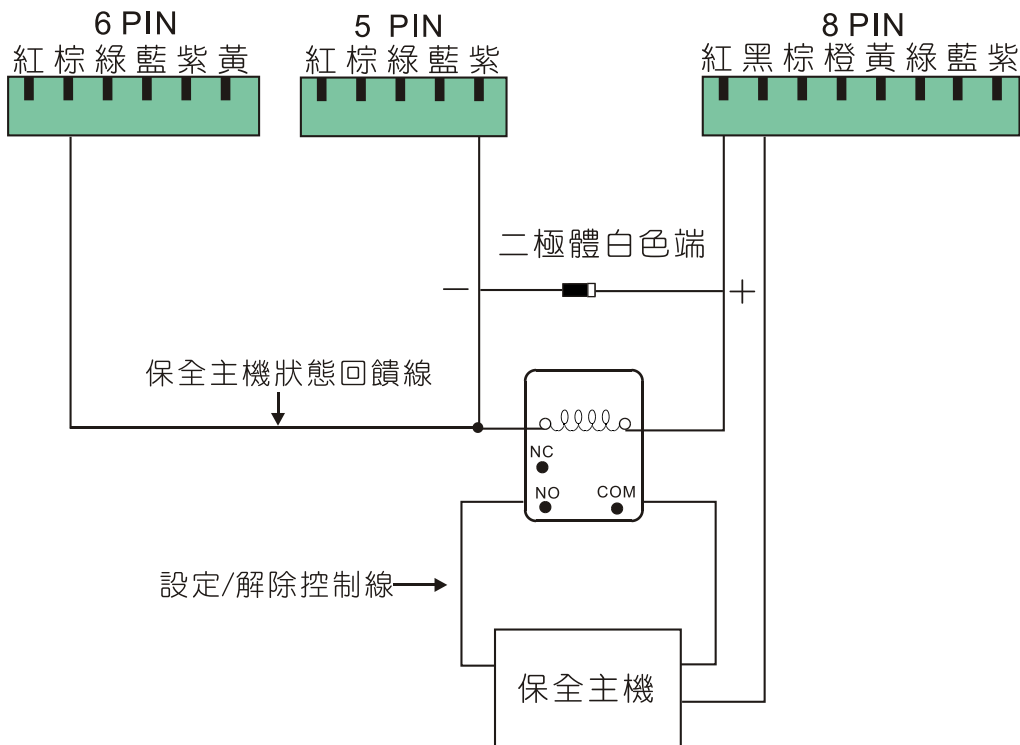 6 PIN
紅棕綠藍紫黃
5 PIN
紅棕綠藍紫
8 PIN
紅黑棕橙黃綠藍紫
二極體白色端
— +
保全主機狀態回饋線
NC
NO COM
設定/解除控制線
保全主機